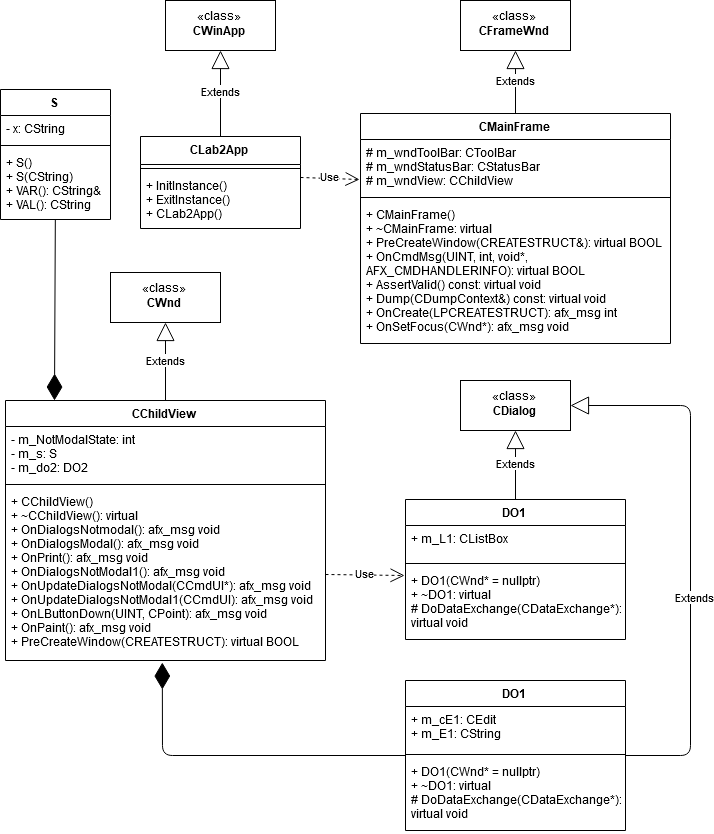 «class»
CWinApp
Extends
«class»
CFrameWnd
Extends
S
- x: CString
+ S()
+ S(CString)
+ VAR(): CString&
+ VAL(): CString
CLab2App
+ InitInstance()
+ ExitInstance()
+ CLab2App()
Use
CMainFrame
# m_wndToolBar: CToolBar
# m_wndStatusBar: CStatusBar
# m_wndView: CChildView
+ CMainFrame()
+ ~CMainFrame: virtual
+ PreCreateWindow(CREATESTRUCT&): virtual BOOL
+ OnCmdMsg(UINT, int, void*,
AFX_CMDHANDLERINFO): virtual BOOL
+ AssertValid() const: virtual void
+ Dump(CDumpContext&) const: virtual void
+ OnCreate(LPCREATESTRUCT): afx_msg int
+ OnSetFocus(CWnd*): afx_msg void
«class»
CWnd
Extends
CChildView
- m_NotModalState: int
- m_s: S
- m_do2: DO2
+ CChildView()
+ ~CChildView(): virtual
+ OnDialogsNotmodal(): afx_msg void
+ OnDialogsModal(): afx_msg void
+ OnPrint(): afx_msg void
+ OnDialogsNotModal1(): afx_msg void
+ OnUpdateDialogsNotModal(CCmdUI*): afx_msg void
+ OnUpdateDialogsNotModal1(CCmdUI): afx_msg void
+ OnLButtonDown(UINT, CPoint): afx_msg void
+ OnPaint(): afx_msg void
+ PreCreateWindow(CREATESTRUCT): virtual BOOL
Use
«class»
CDialog
Extends
DO1
+ m_L1: CListBox
+ DO1(CWnd* = nullptr)
+ ~DO1: virtual
# DoDataExchange(CDataExchange*):
virtual void
Extends
DO1
+ m_cE1: CEdit
+ m_E1: CString
+ DO1(CWnd* = nullptr)
+ ~DO1: virtual
# DoDataExchange(CDataExchange*):
virtual void